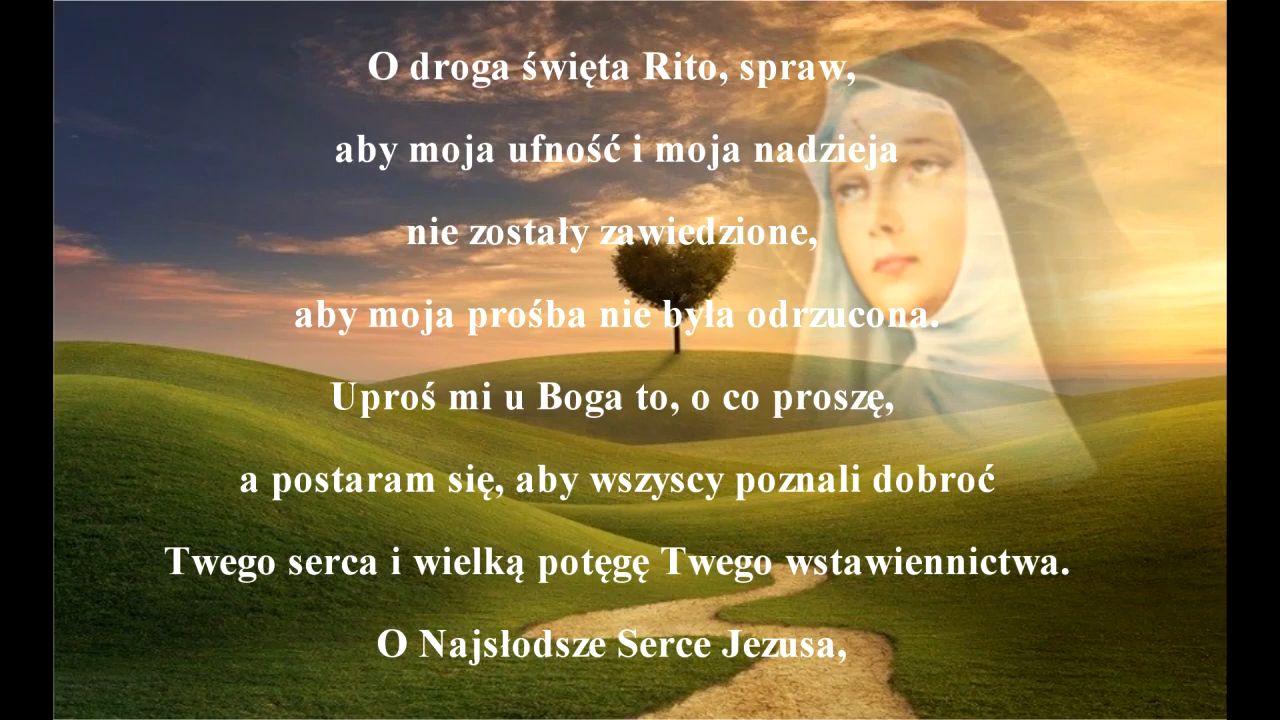 O droga święta Rito, spraw,
aby moja ufność i moja nadzieja
nie zostały zawiedzione,
aby moja prośba nie była odrzucona.
Uproś mi u Boga to, o co proszę,
a postaram się, aby wszyscy poznali dobroć
Twego serca i wielką potęgę Twego wstawiennictwa.
O Najsłodsze Serce Jezusa,